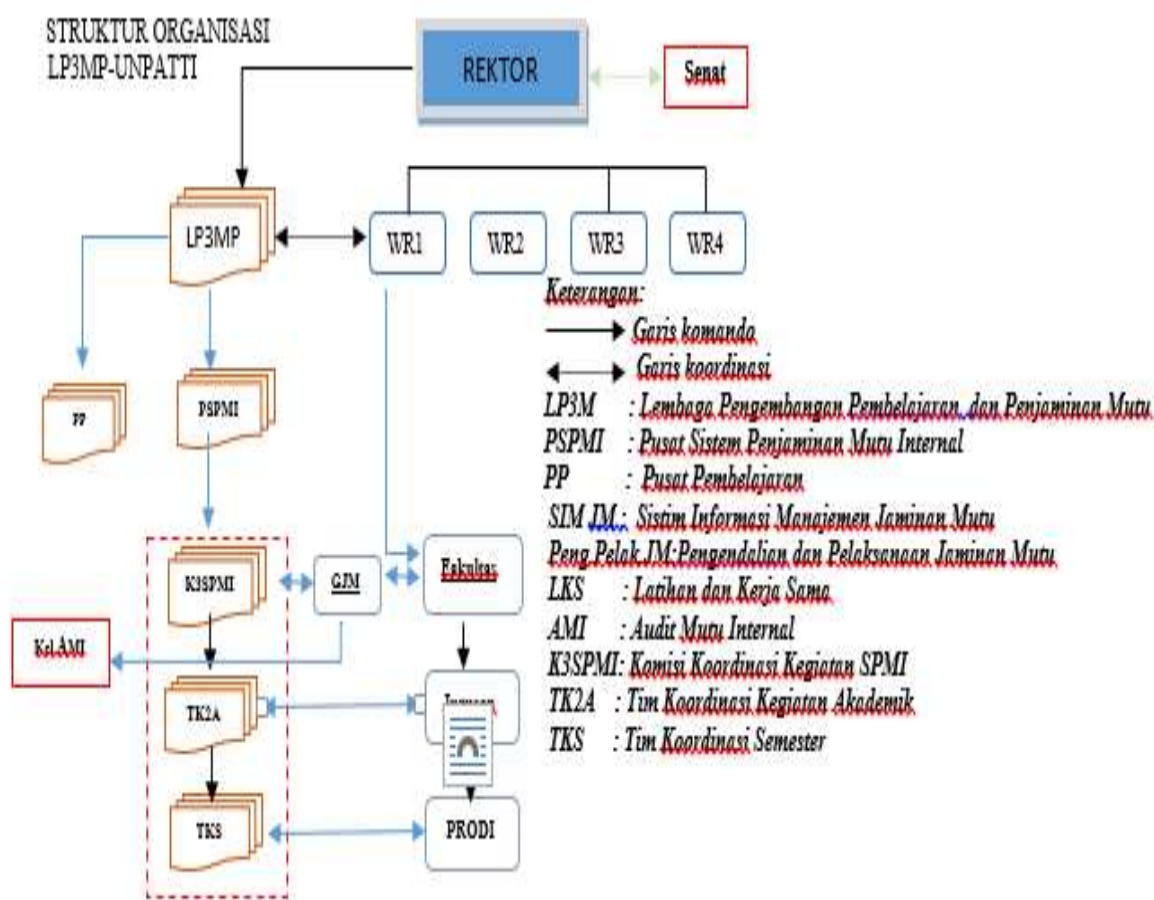 STRUKTUR ORGANISASI
LP3MP-UNPATTI
REKTOR
Senat
LP3MP
WR1
WR2
WR3
WR4
Keterangan:
Garis komando
Garis koordinasi
LP3M : Lembaga Pengembangan Pembelajaran dan Penjaminan Mutu
PSPMI : Pusat Sistem Penjaminan Mutu Internal
PP : Pusat Pembelajaran
SIM JM : Sistim Informasi Manajemen Jaminan Mutu
Peng Pelak JM:Pengendalian dan Pelaksanaan Jaminan Mutu
LKS : Latihan dan Kerja Sama
AMI : Audit Mutu Internal
K3SPMI: Komisi Koordinasi Kegiatan SPMI
TK2A : Tim Koordinasi Kegiatan Akademik
TKS : Tim Koordinasi Semester
PP
PSPMI
K3SPMI
GJM
Fakultas
Kel.AMI
TK2A
TKS
PRODI